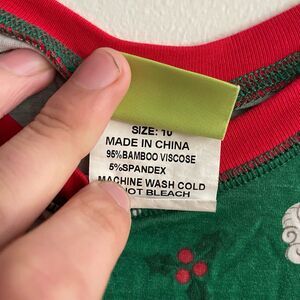 SIZE: 10
MADE IN CHINA
95%BAMBOO VISCOSE
5%SPANDEX
MACHINE WASH COLD
NOT BLEACH